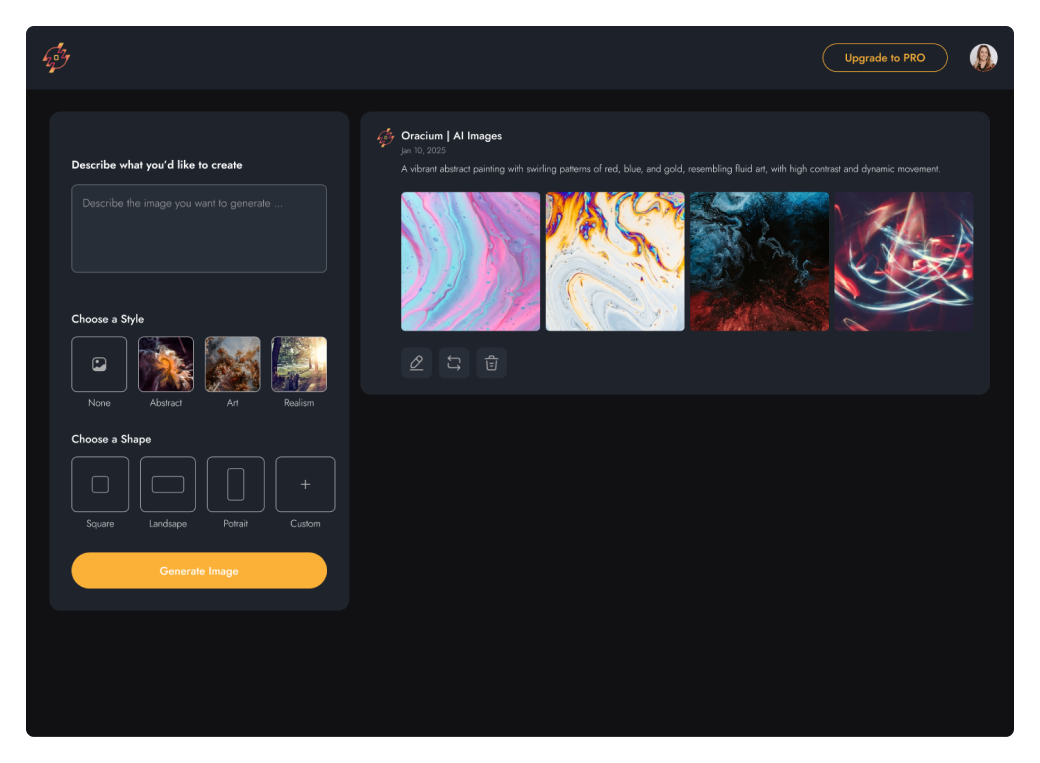 Upgrade to PRO
Describe what you'd like to create
Describe the image you want to generate ...
Choose a Style
None
Abstract
Art
Realism
Choose a Shape
Square
Landsape
Potrait
Custom
Generate Image
Oracium | AI Images
Jan 10, 2025
A vibrant abstract painting with swirling patterns of red, blue, and gold, resembling fluid art, with high contrast and dynamic movement.